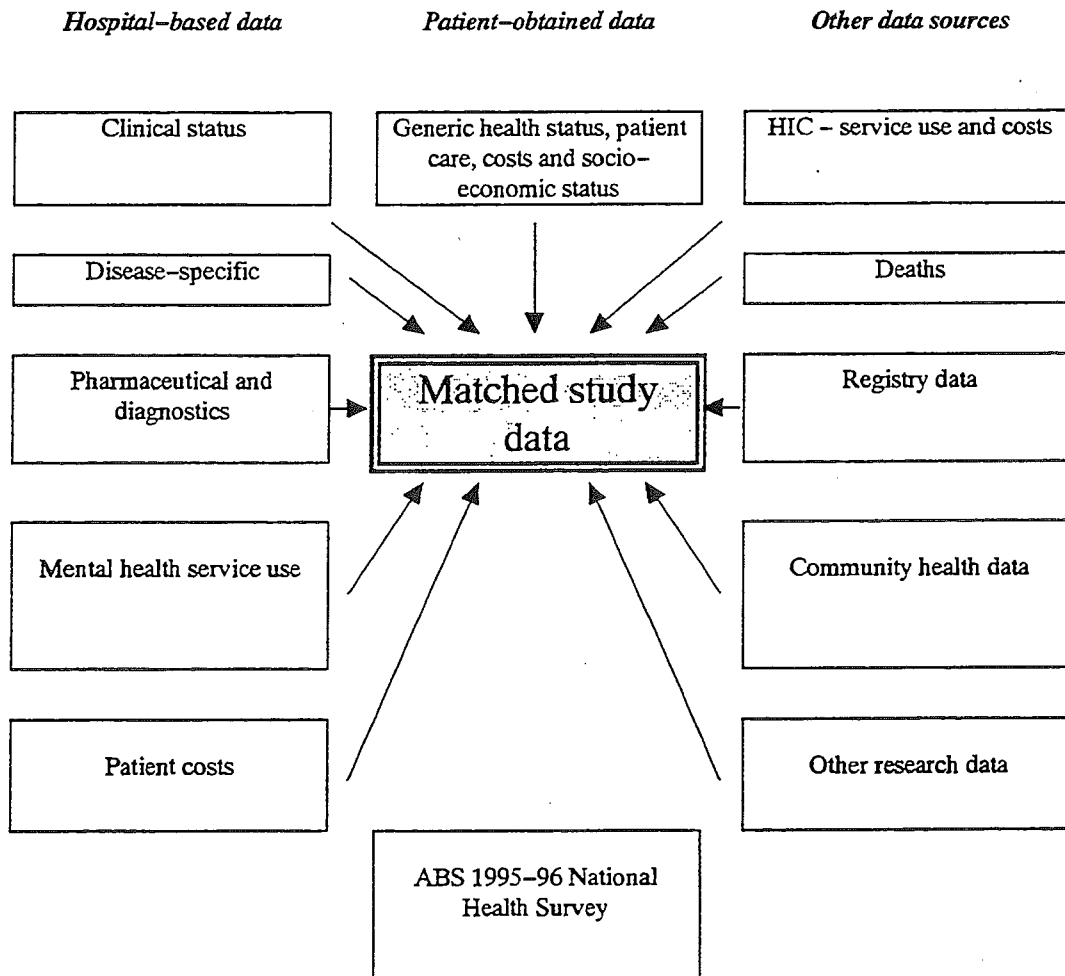 Hospital–based data
Patient–obtained data
Other data sources
Clinical status
Generic health status, patient
care, costs and socio–
economic status
HIC – service use and costs
Disease–specific
Deaths
Pharmaceutical and
diagnostics
Matched study
data
Registry data
Mental health service use
Community health data
Patient costs
Other research data
ABS 1995–96 National
Health Survey